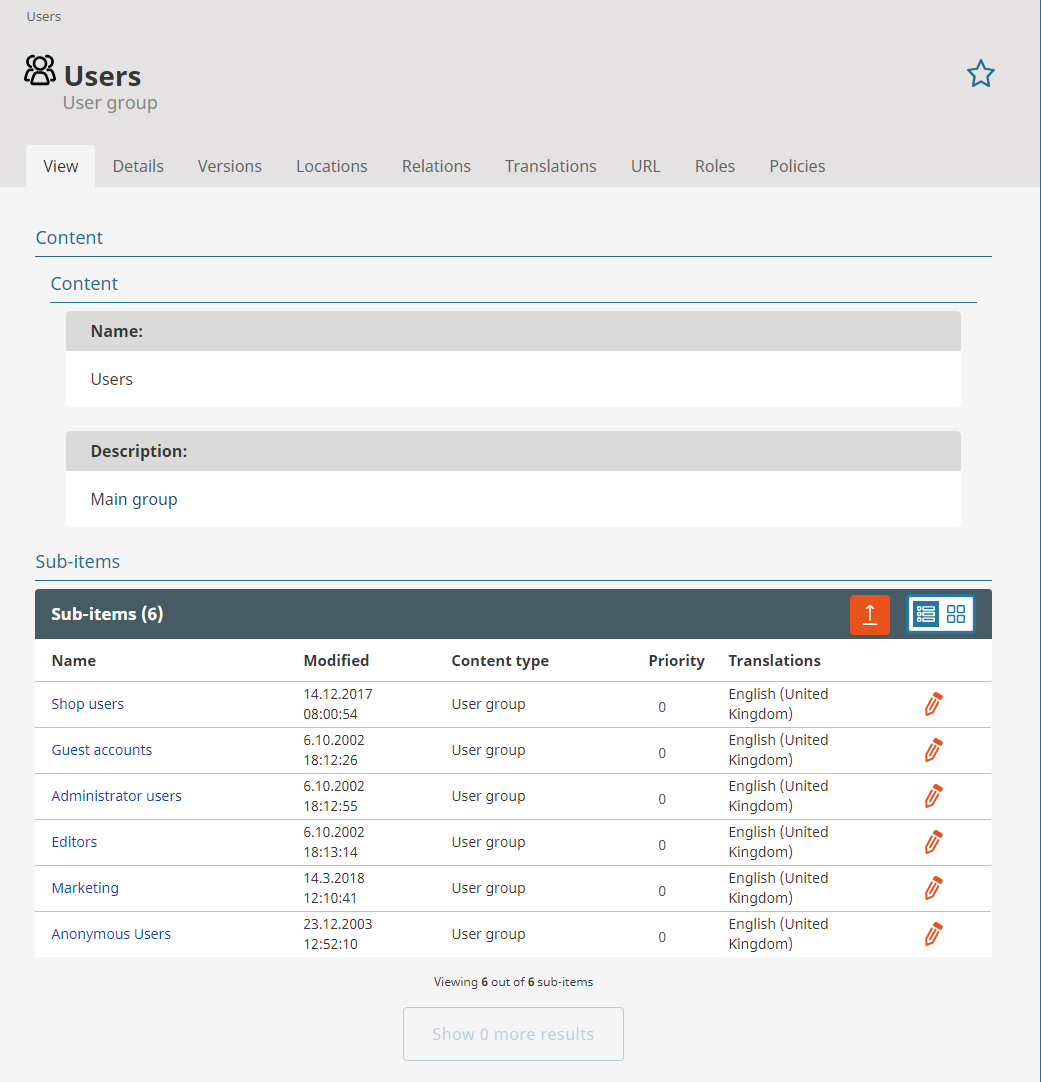 Users
Users
User group
View Details Versions Locations Relations Translations URL Roles Policies
Content
Content
Name:
Users
Description:
Main group
Sub-items
Sub-items (6)
Name Modified Content type Priority Translations
Shop users 14.12.2017 08:00:54 User group 0 English (United Kingdom)
Guest accounts 6.10.2002 18:12:26 User group 0 English (United Kingdom)
Administrator users 6.10.2002 18:12:55 User group 0 English (United Kingdom)
Editors 6.10.2002 18:13:14 User group 0 English (United Kingdom)
Marketing 14.3.2018 12:10:41 User group 0 English (United Kingdom)
Anonymous Users 23.12.2003 12:52:10 User group 0 English (United Kingdom)
Viewing 6 out of 6 sub-items
Show 0 more results